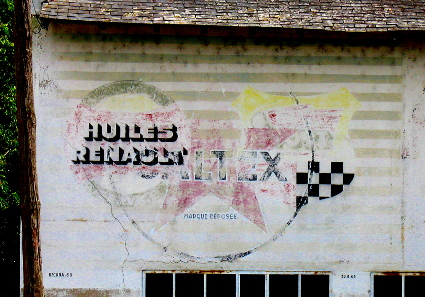 HUILES
RENAULT
CALTEX
MARQUE DÉPOSÉE